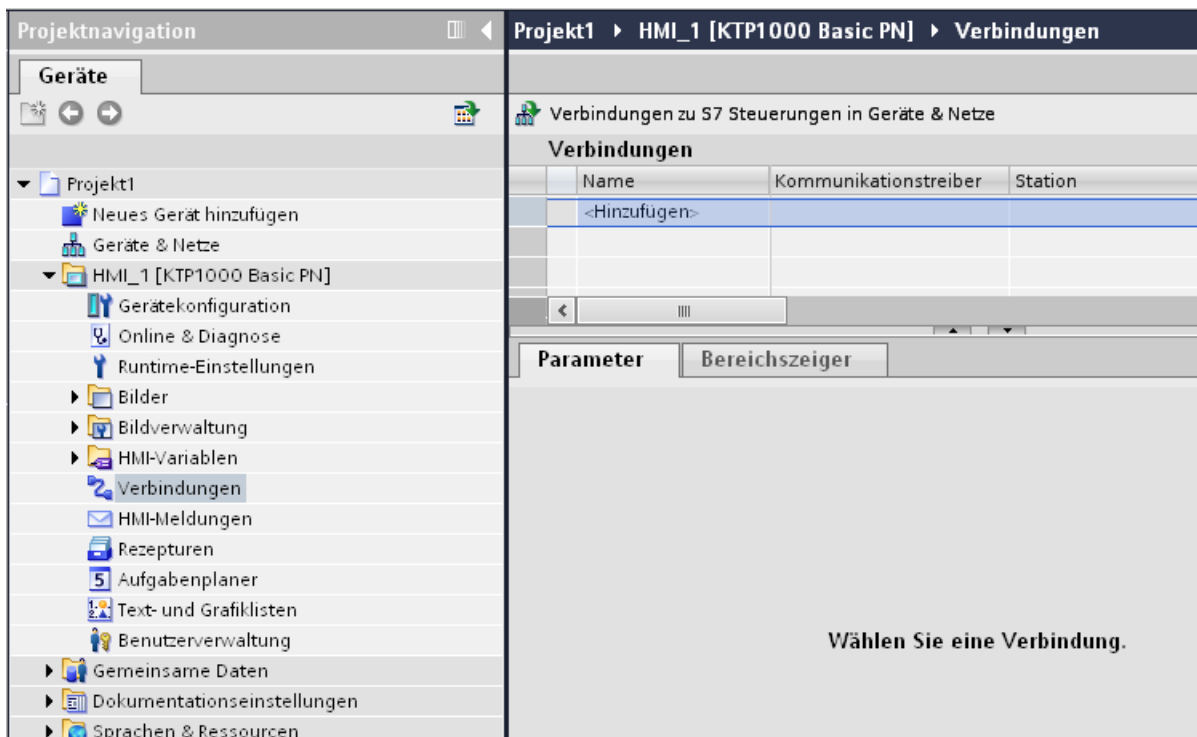 Projektnavigation
Geräte
Projekt1
Neues Gerät hinzufügen
Geräte & Netze
HMI_1 [KTP1000 Basic PN]
Gerätekonfiguration
Online & Diagnose
Runtime-Einstellungen
Bilder
Bildverwaltung
HMI-Variablen
Verbindungen
HMI-Meldungen
Rezepturen
Aufgabenplaner
Text- und Grafiklisten
Benutzerverwaltung
Gemeinsame Daten
Dokumentationseinstellungen
Sprachen & Ressourcen
Projekt1 HMI_1 [KTP1000 Basic PN] Verbindungen
Verbindungen zu S7 Steuerungen in Geräte & Netze
Verbindungen
Name Kommunikationstreiber Station
<Hinzufügen>
Parameter Bereichszeiger
Wählen Sie eine Verbindung.